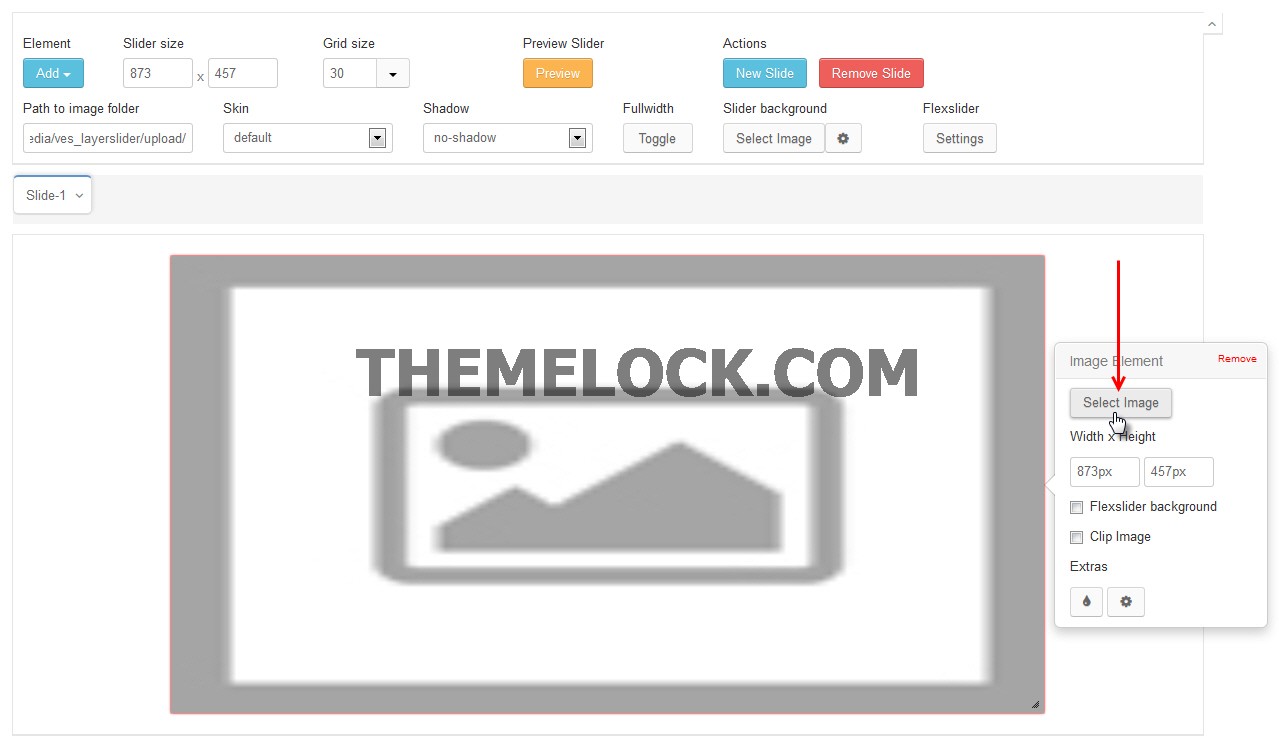 Element Slider size Grid size Preview Slider Actions
Add 873 x 457 30 Preview New Slide Remove Slide
Path to image folder Skin Shadow Fullwidth Slider background Flexslider
edia/ves_layerslider/upload/ default no-shadow Toggle Select Image Settings
Slide-1
THEMELOCK.COM
Image Element Remove
Select Image
Width x Height
873px 457px
Flexslider background
Clip Image
Extras